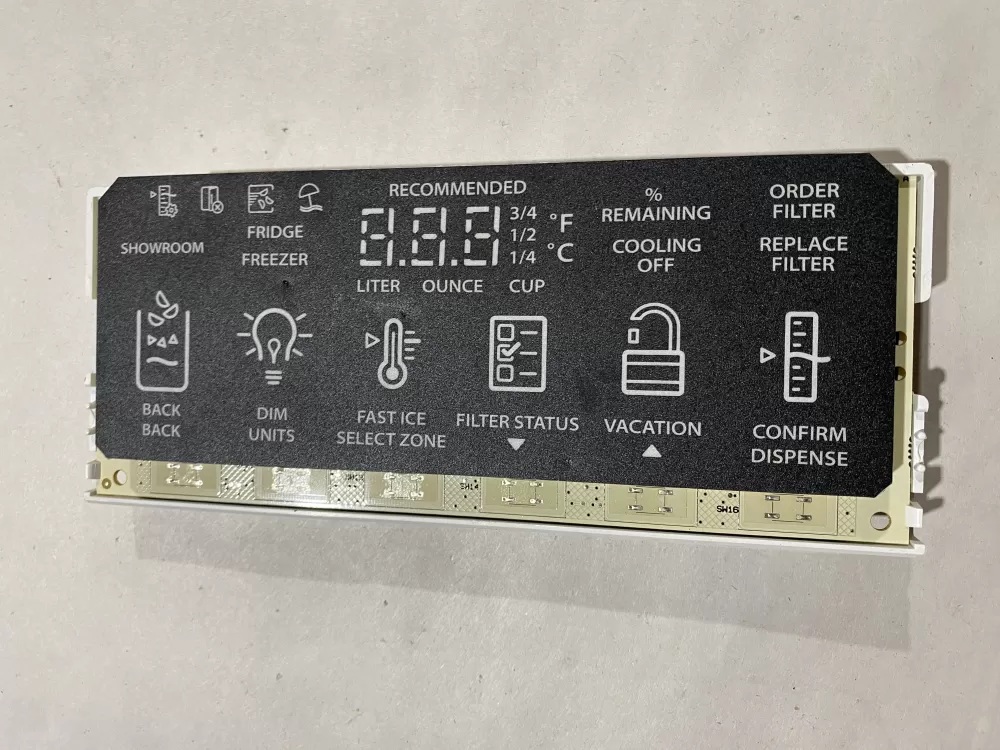 RECOMMENDED
8.8.8
3/4
1/2
1/4
°F
°C
LITER OUNCE CUP
SHOWROOM
FRIDGE
FREEZER
%
REMAINING
COOLING
OFF
ORDER
FILTER
REPLACE
FILTER
BACK
BACK
DIM
UNITS
FAST ICE
SELECT ZONE
FILTER STATUS
VACATION
CONFIRM
DISPENSE
SW14
SW16